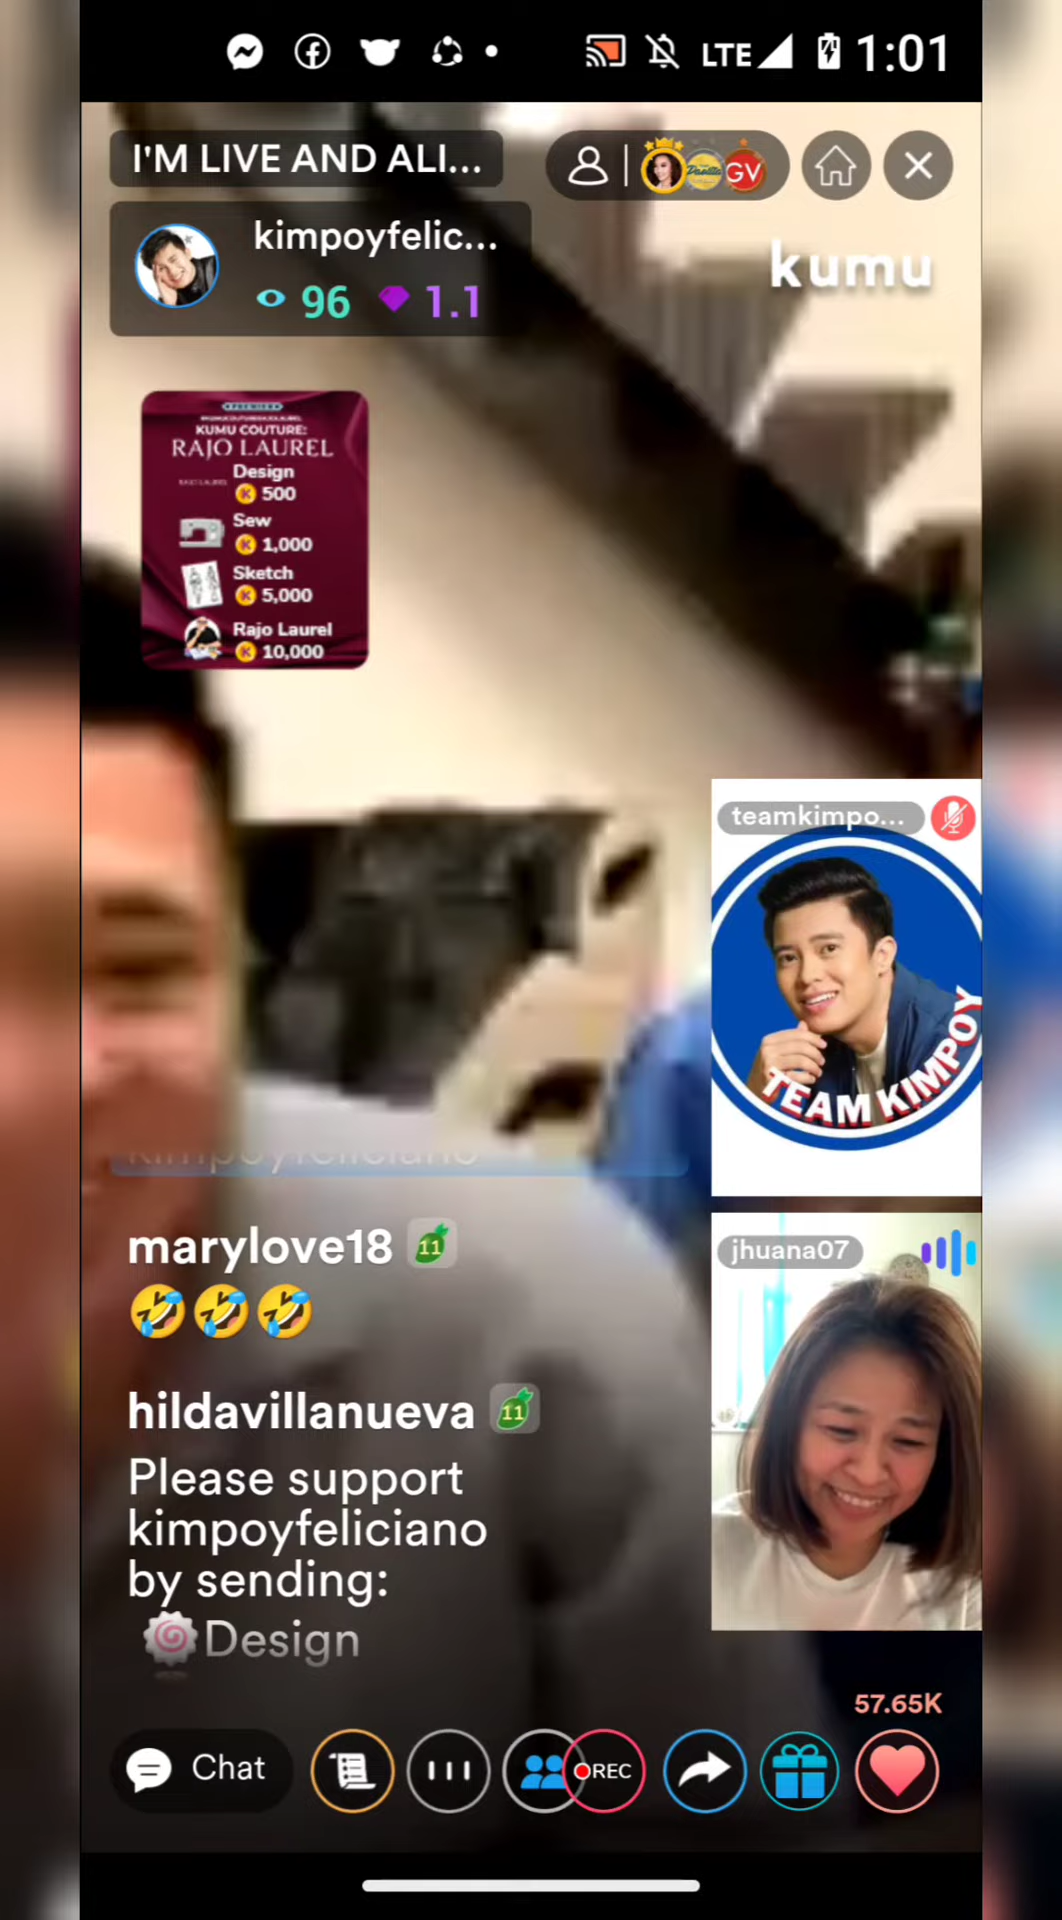 LTE 1:01
I'M LIVE AND ALI...
GV
kimpoyfelic...
96 1.1
kumu
KUMU COUTURE:
RAJO LAUREL
Design
500
Sew
1,000
Sketch
5,000
Rajo Laurel
10,000
teamkimpo...
TEAM KIMPOY
kimpoyfeliciano
marylove18 11
🤣🤣🤣
jhuana07
hildavillanueva 11
Please support
kimpoyfeliciano
by sending:
🍥Design
57.65K
Chat
REC